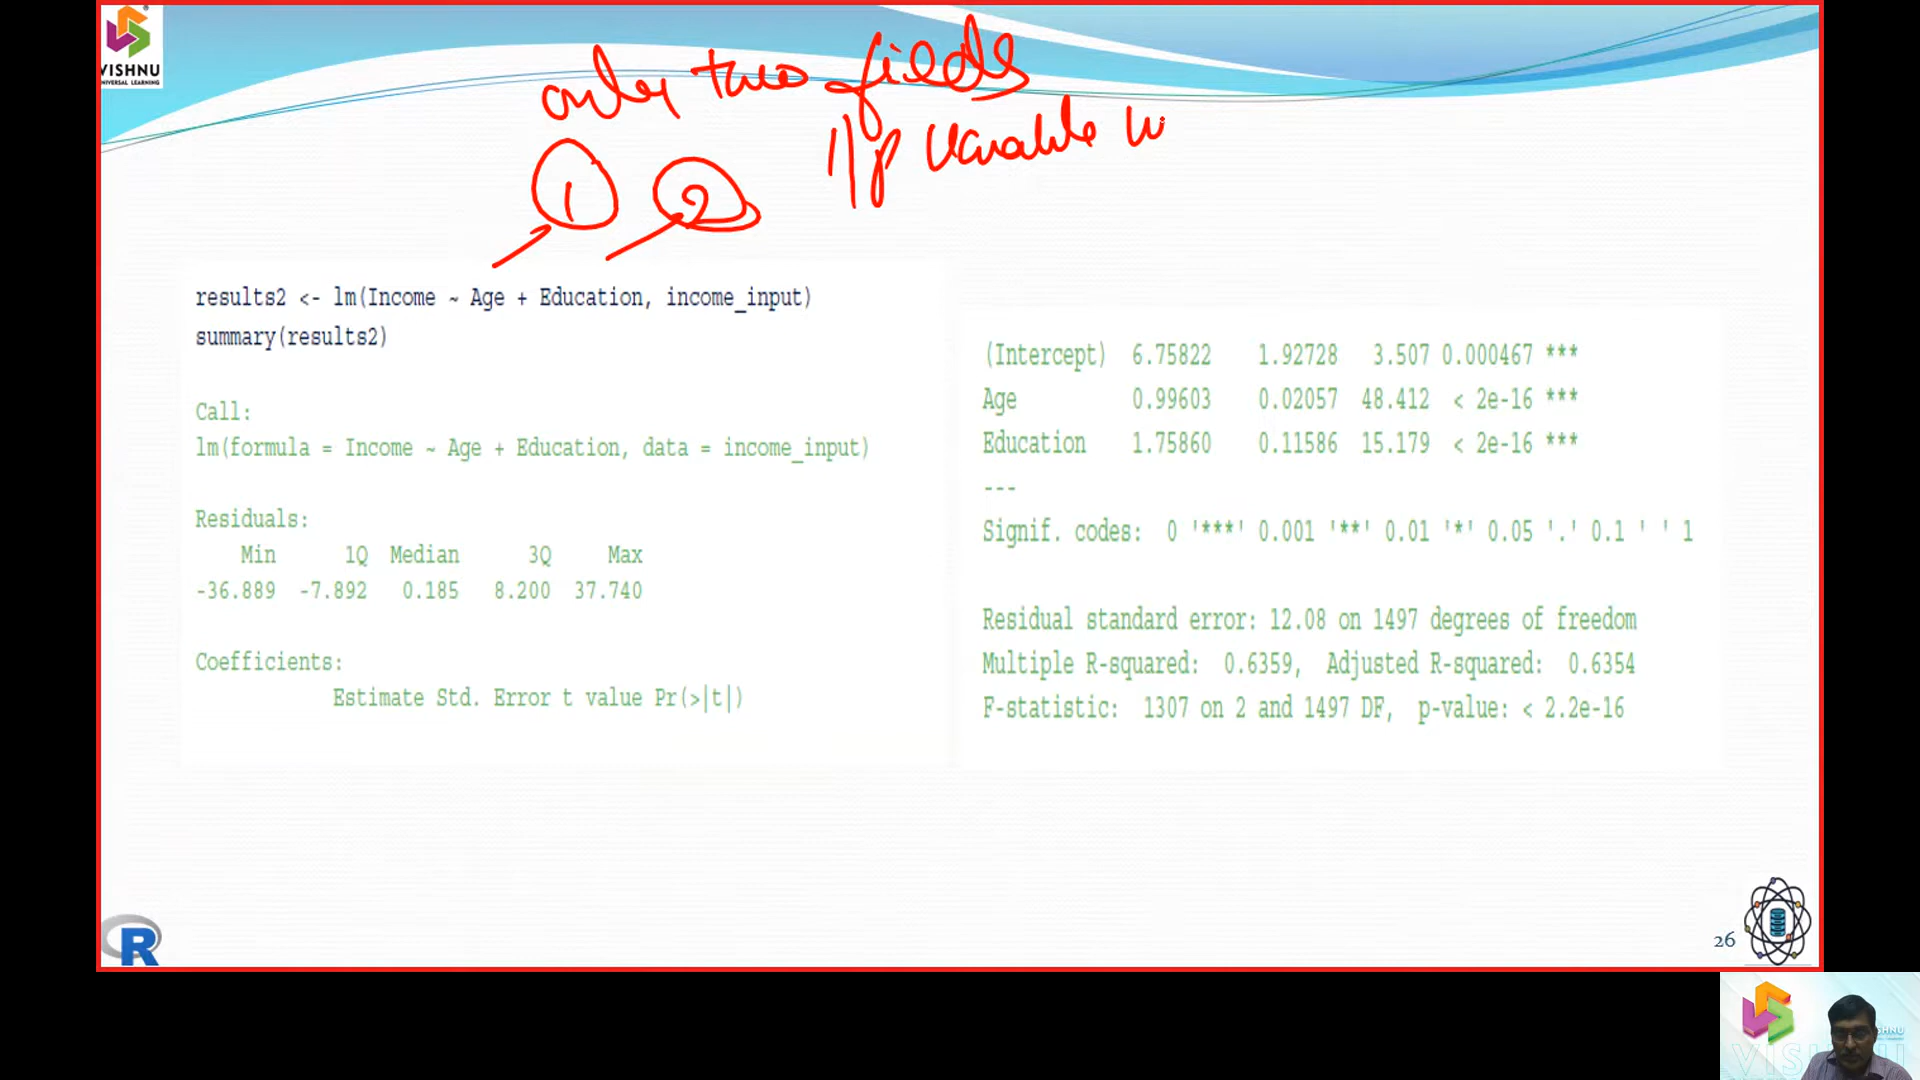 VISHNU
UNIVERSAL LEARNING
only two fields
I/p variable
1 2
results2 <- lm(Income ~ Age + Education, income_input)
summary(results2)
Call:
lm(formula = Income ~ Age + Education, data = income_input)
Residuals:
Min 1Q Median 3Q Max
-36.889 -7.892 0.185 8.200 37.740
Coefficients:
Estimate Std. Error t value Pr(>|t|)
(Intercept) 6.75822 1.92728 3.507 0.000467 ***
Age 0.99603 0.02057 48.412 < 2e-16 ***
Education 1.75860 0.11586 15.179 < 2e-16 ***
---
Signif. codes: 0 '***' 0.001 '**' 0.01 '*' 0.05 '.' 0.1 ' ' 1
Residual standard error: 12.08 on 1497 degrees of freedom
Multiple R-squared: 0.6359, Adjusted R-squared: 0.6354
F-statistic: 1307 on 2 and 1497 DF, p-value: < 2.2e-16
R
26